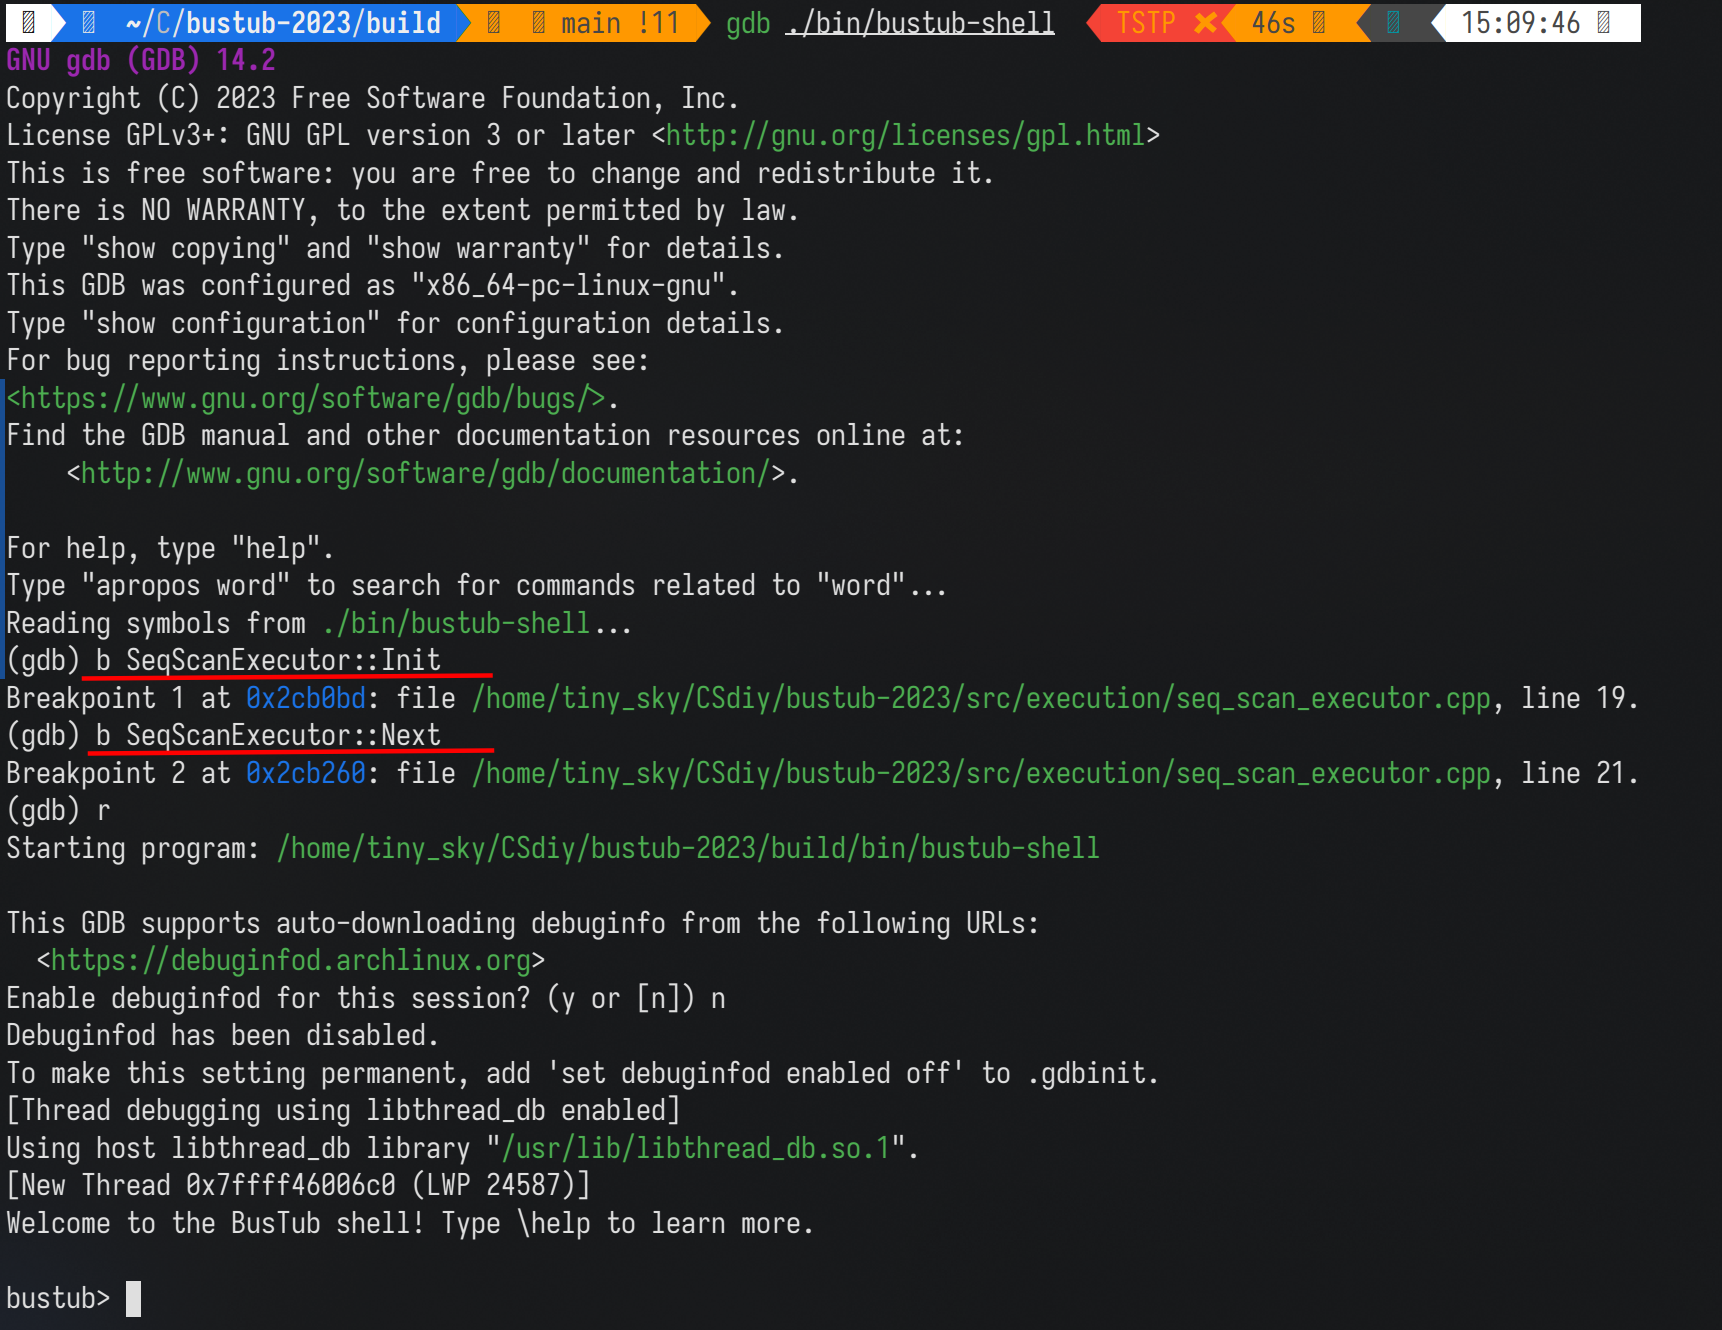 ~/C/bustub-2023/build main !11 gdb ./bin/bustub-shell TSTP ✘ 46s 15:09:46
GNU gdb (GDB) 14.2
Copyright (C) 2023 Free Software Foundation, Inc.
License GPLv3+: GNU GPL version 3 or later <http://gnu.org/licenses/gpl.html>
This is free software: you are free to change and redistribute it.
There is NO WARRANTY, to the extent permitted by law.
Type "show copying" and "show warranty" for details.
This GDB was configured as "x86_64-pc-linux-gnu".
Type "show configuration" for configuration details.
For bug reporting instructions, please see:
<https://www.gnu.org/software/gdb/bugs/>.
Find the GDB manual and other documentation resources online at:
    <http://www.gnu.org/software/gdb/documentation/>.

For help, type "help".
Type "apropos word" to search for commands related to "word"...
Reading symbols from ./bin/bustub-shell...
(gdb) b SeqScanExecutor::Init
Breakpoint 1 at 0x2cb0bd: file /home/tiny_sky/CSdiy/bustub-2023/src/execution/seq_scan_executor.cpp, line 19.
(gdb) b SeqScanExecutor::Next
Breakpoint 2 at 0x2cb260: file /home/tiny_sky/CSdiy/bustub-2023/src/execution/seq_scan_executor.cpp, line 21.
(gdb) r
Starting program: /home/tiny_sky/CSdiy/bustub-2023/build/bin/bustub-shell

This GDB supports auto-downloading debuginfo from the following URLs:
  <https://debuginfod.archlinux.org>
Enable debuginfod for this session? (y or [n]) n
Debuginfod has been disabled.
To make this setting permanent, add 'set debuginfod enabled off' to .gdbinit.
[Thread debugging using libthread_db enabled]
Using host libthread_db library "/usr/lib/libthread_db.so.1".
[New Thread 0x7ffff46006c0 (LWP 24587)]
Welcome to the BusTub shell! Type \help to learn more.

bustub>